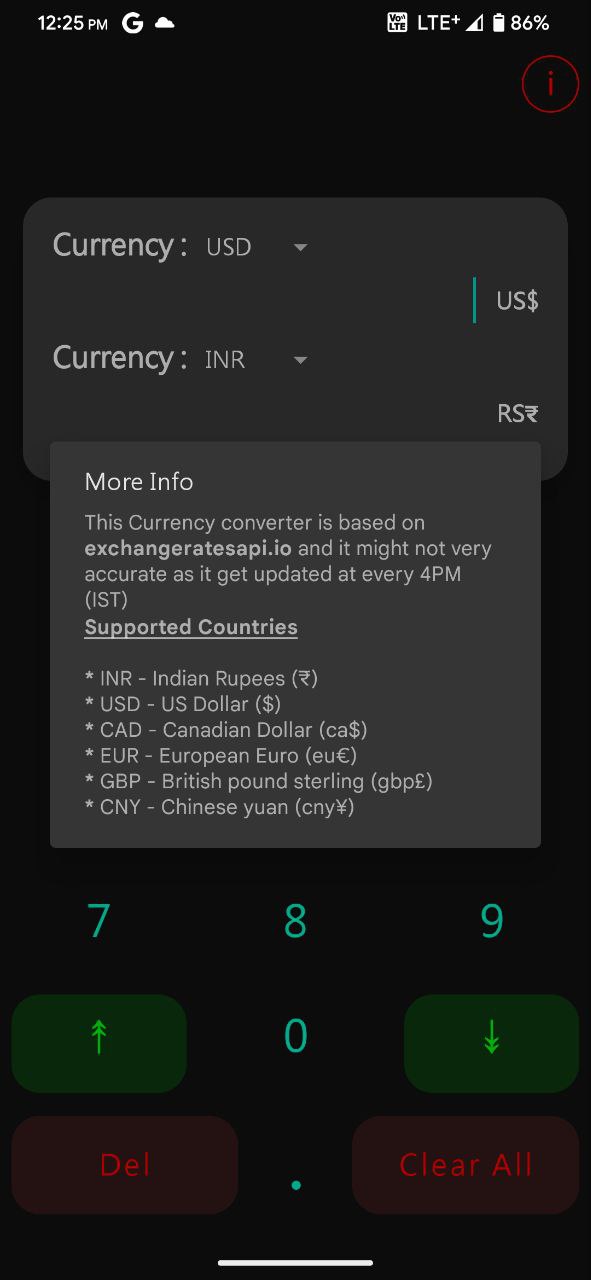 12:25 PM G Vo)) LTE LTE+ 86%
i
Currency : USD
US$
Currency : INR
RS₹
More Info
This Currency converter is based on
exchangeratesapi.io and it might not very
accurate as it get updated at every 4PM
(IST)
Supported Countries
* INR - Indian Rupees (₹)
* USD - US Dollar ($)
* CAD - Canadian Dollar (ca$)
* EUR - European Euro (eu€)
* GBP - British pound sterling (gbp£)
* CNY - Chinese yuan (cny¥)
7 8 9
↟ 0 ↡
Del . Clear All